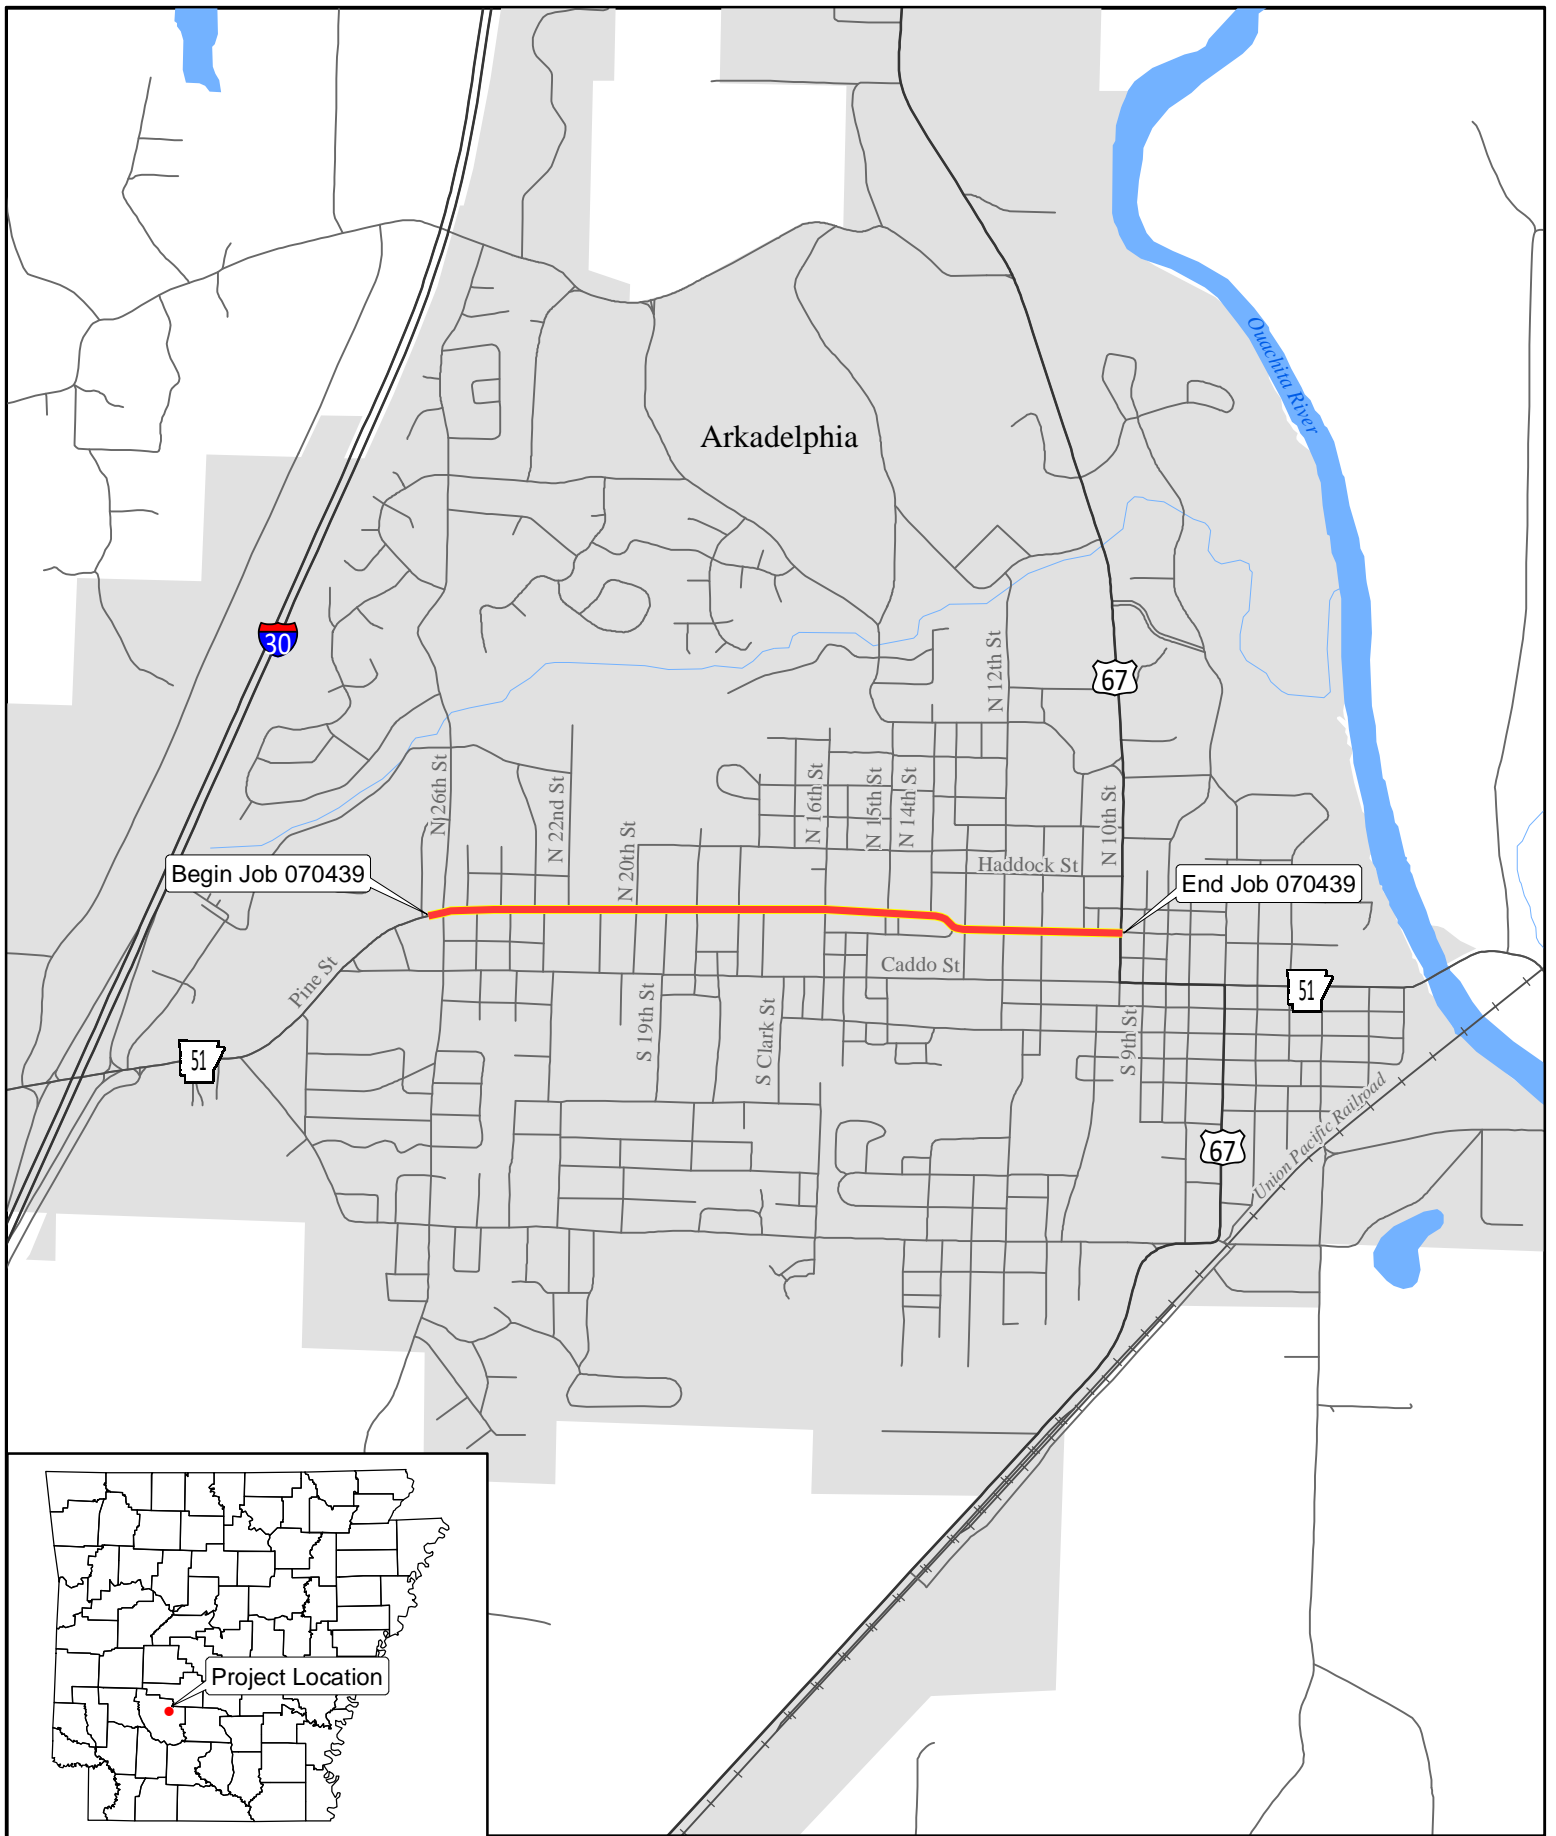 Ouachita River
Arkadelphia
30
67
N 12th St
N 26th St
N 22nd St
N 20th St
N 16th St
N 15th St
N 14th St
N 10th St
Haddock St
Begin Job 070439
End Job 070439
Caddo St
Pine St
51
51
S 19th St
S Clark St
S 9th St
67
Union Pacific Railroad
Project Location